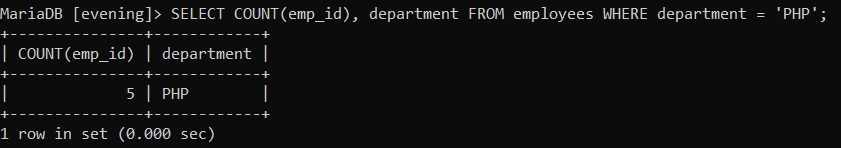 MariaDB [evening]> SELECT COUNT(emp_id), department FROM employees WHERE department = 'PHP';
+---------------+------------+
| COUNT(emp_id) | department |
+---------------+------------+
|             5 | PHP        |
+---------------+------------+
1 row in set (0.000 sec)